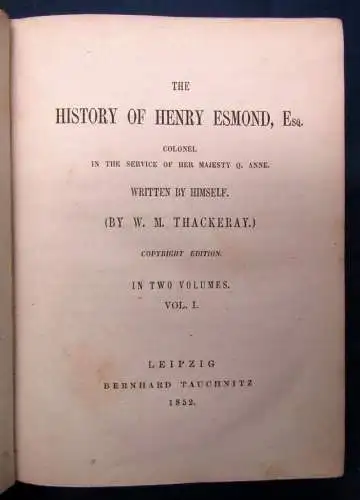 THE
HISTORY OF HENRY ESMOND, Esq.
COLONEL
IN THE SERVICE OF HER MAJESTY Q. ANNE.
WRITTEN BY HIMSELF.
(BY W. M. THACKERAY.)
COPYRIGHT EDITION.
IN TWO VOLUMES.
VOL. I.
LEIPZIG
BERNHARD TAUCHNITZ
1852.